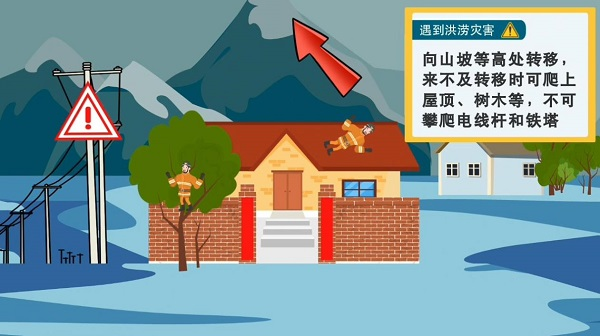 遇到洪涝灾害
向山坡等高处转移，
来不及转移时可爬上
屋顶、树木等，不可
攀爬电线杆和铁塔